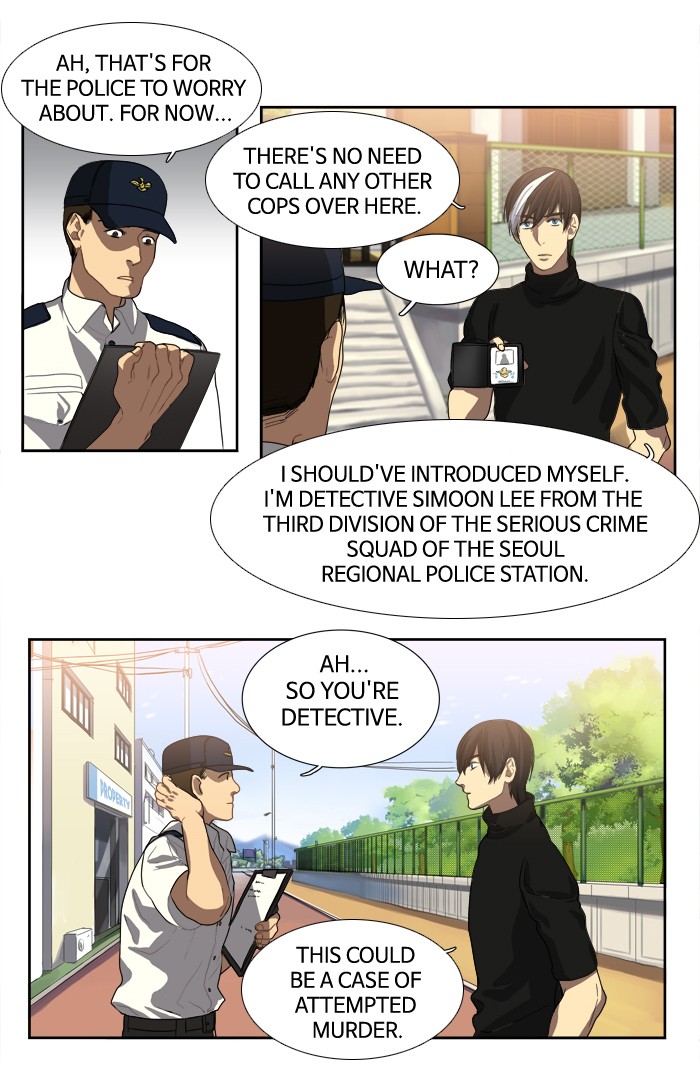 AH, THAT'S FOR
THE POLICE TO WORRY
ABOUT. FOR NOW...
THERE'S NO NEED
TO CALL ANY OTHER
COPS OVER HERE.
WHAT?
I SHOULD'VE INTRODUCED MYSELF.
I'M DETECTIVE SIMOON LEE FROM THE
THIRD DIVISION OF THE SERIOUS CRIME
SQUAD OF THE SEOUL
REGIONAL POLICE STATION.
AH...
SO YOU'RE
DETECTIVE.
PROPERTY
THIS COULD
BE A CASE OF
ATTEMPTED
MURDER.